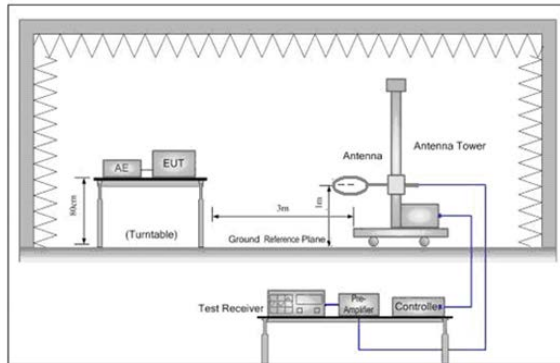 AE
EUT
80cm
(Turntable)
3m
1m
Antenna
Antenna Tower
Ground Reference Plane
Test Receiver
Pre-
Amplifier
Controller